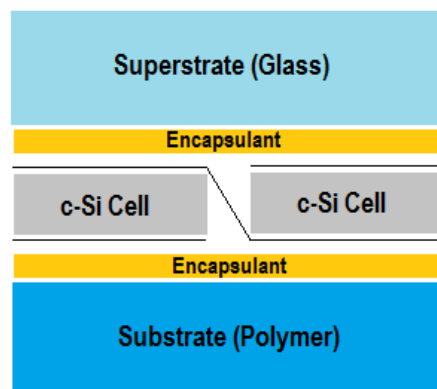 Superstrate (Glass)
Encapsulant
c-Si Cell
c-Si Cell
Encapsulant
Substrate (Polymer)